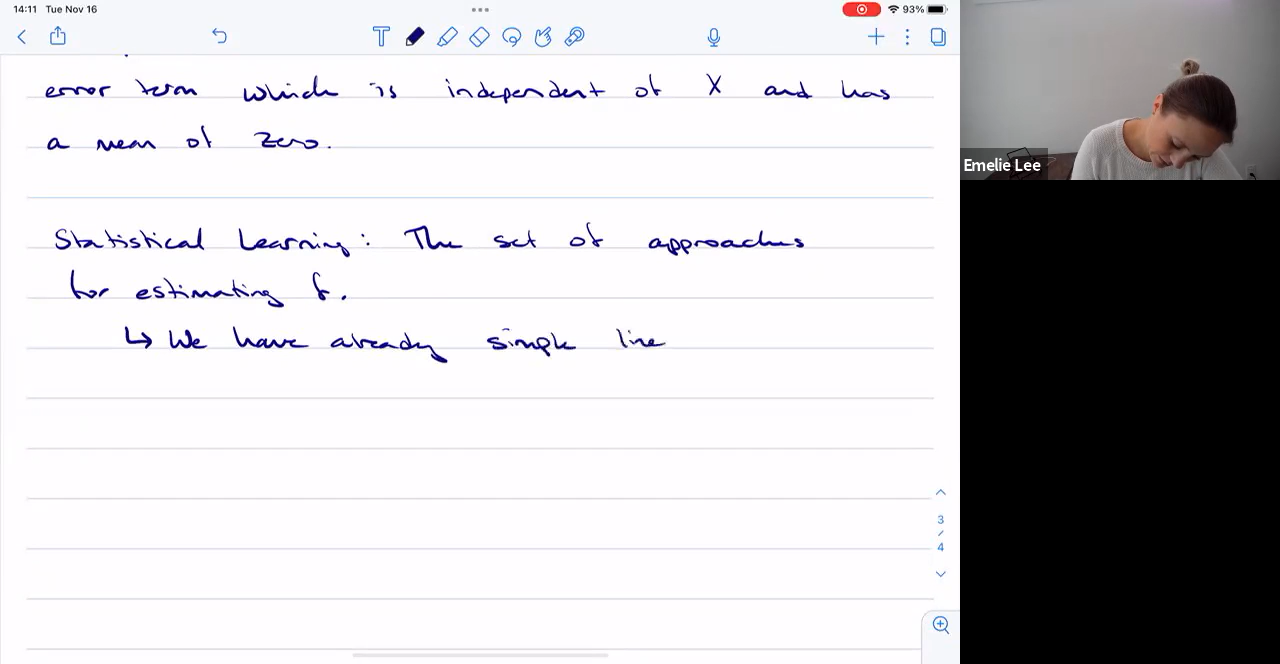 14:11 Tue Nov 16
93%
error term which is independent of X and has
a mean of zero.
Emelie Lee
Statistical Learning: The set of approaches
for estimating f.
↳ We have already simple line
3
/
4